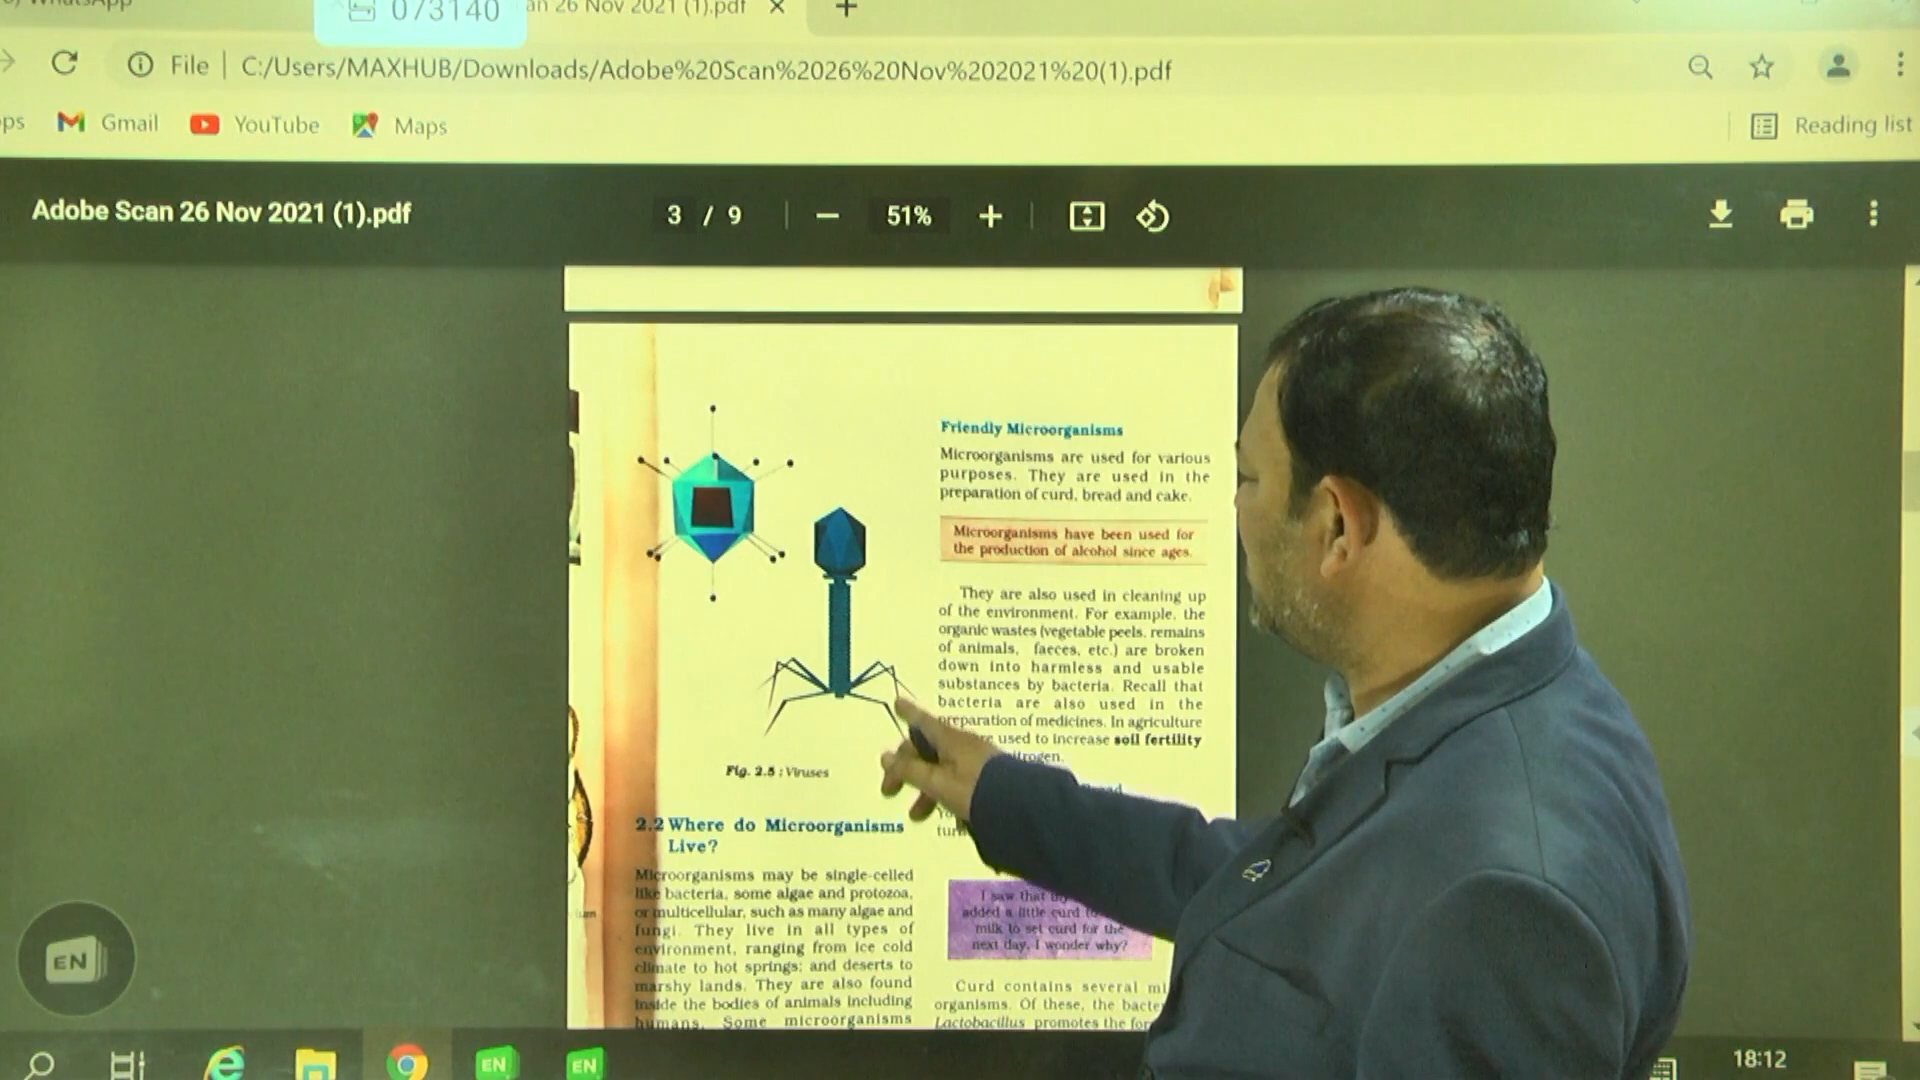 WhatsApp
073140
an 26 Nov 2021 (1).pdf
File
C:/Users/MAXHUB/Downloads/Adobe%20Scan%2026%20Nov%202021%20(1).pdf
ps
Gmail
YouTube
Maps
Reading list
Adobe Scan 26 Nov 2021 (1).pdf
3 / 9
51%
Fig. 2.5 : Viruses
2.2 Where do Microorganisms
Live?
Microorganisms may be single-celled
like bacteria, some algae and protozoa,
or multicellular, such as many algae and
fungi. They live in all types of
environment, ranging from ice cold
climate to hot springs; and deserts to
marshy lands. They are also found
inside the bodies of animals including
humans. Some microorganisms
Friendly Microorganisms
Microorganisms are used for various
purposes. They are used in the
preparation of curd, bread and cake.
Microorganisms have been used for
the production of alcohol since ages.
They are also used in cleaning up
of the environment. For example, the
organic wastes (vegetable peels, remains
of animals, faeces, etc.) are broken
down into harmless and usable
substances by bacteria. Recall that
bacteria are also used in the
preparation of medicines. In agriculture
used to increase soil fertility
nitrogen.
I saw that
added a little curd
milk to set curd for the
next day. I wonder why?
Curd contains several mi
organisms. Of these, the bacte
Lactobacillus promotes the for
EN
EN
EN
18:12